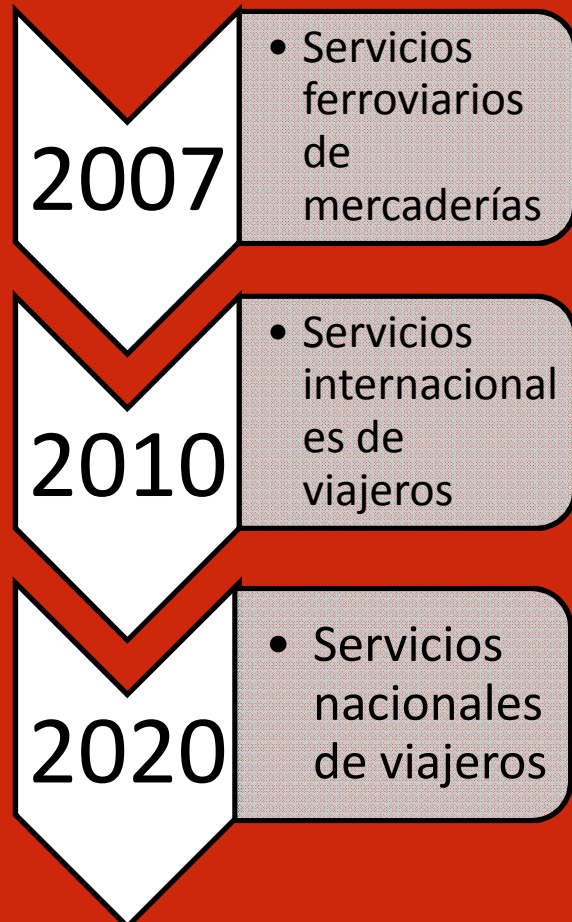 2007
• Servicios
ferroviarios
de
mercaderías
2010
• Servicios
internacional
es de
viajeros
2020
• Servicios
nacionales
de viajeros